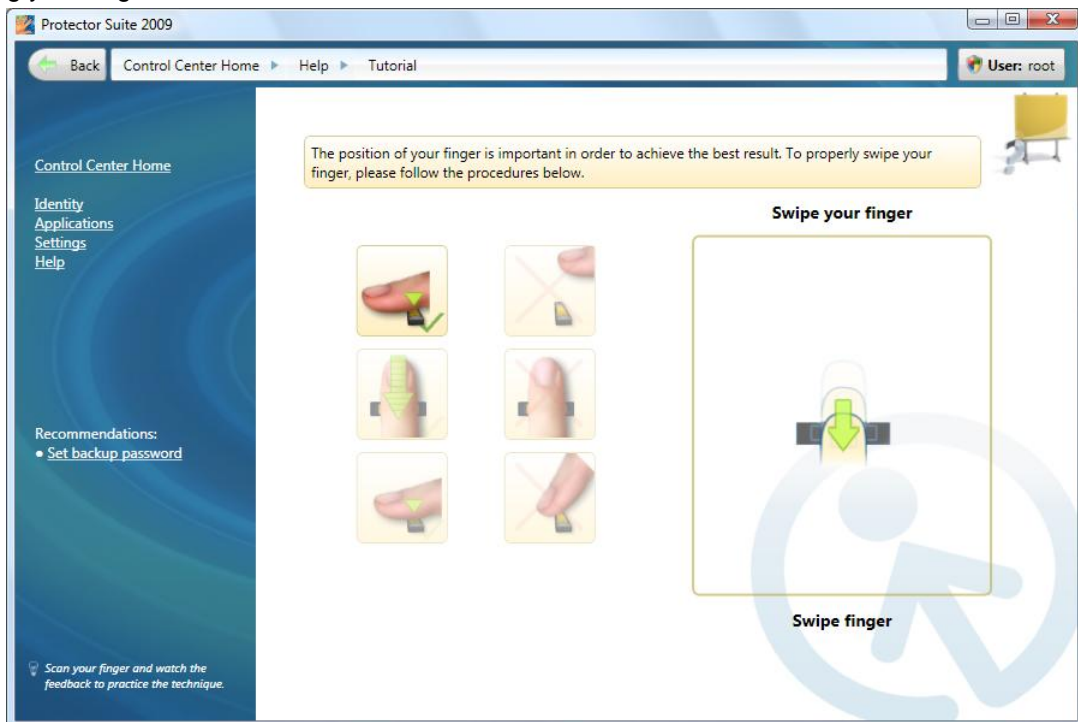 Protector Suite 2009
Back Control Center Home Help Tutorial User: root
Control Center Home
Identity
Applications
Settings
Help
Recommendations:
• Set backup password
Scan your finger and watch the
feedback to practice the technique.
The position of your finger is important in order to achieve the best result. To properly swipe your
finger, please follow the procedures below.
Swipe your finger
Swipe finger